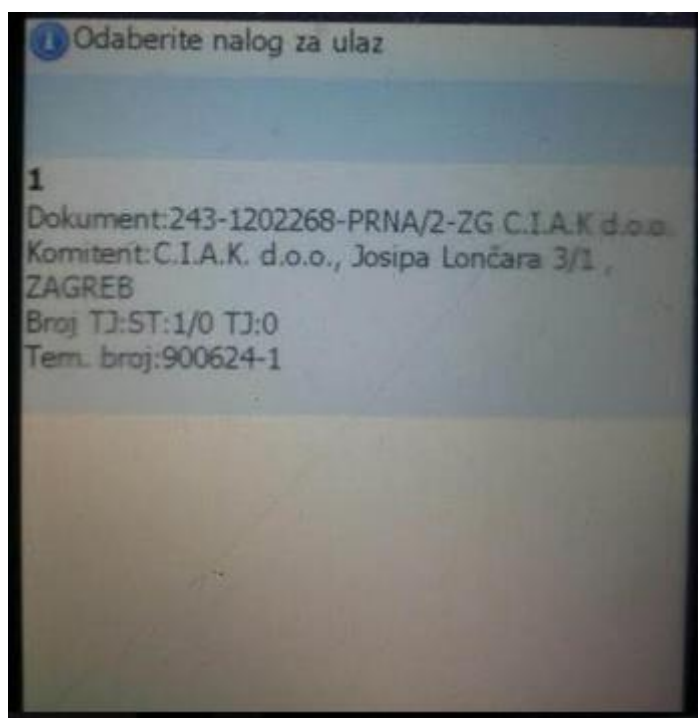 Odaberite nalog za ulaz
1
Dokument:243-1202268-PRNA/2-ZG C.I.A.K d.o.o.
Komitent:C.I.A.K. d.o.o., Josipa Lončara 3/1 ,
ZAGREB
Broj TJ:ST:1/0 TJ:0
Tem. broj:900624-1